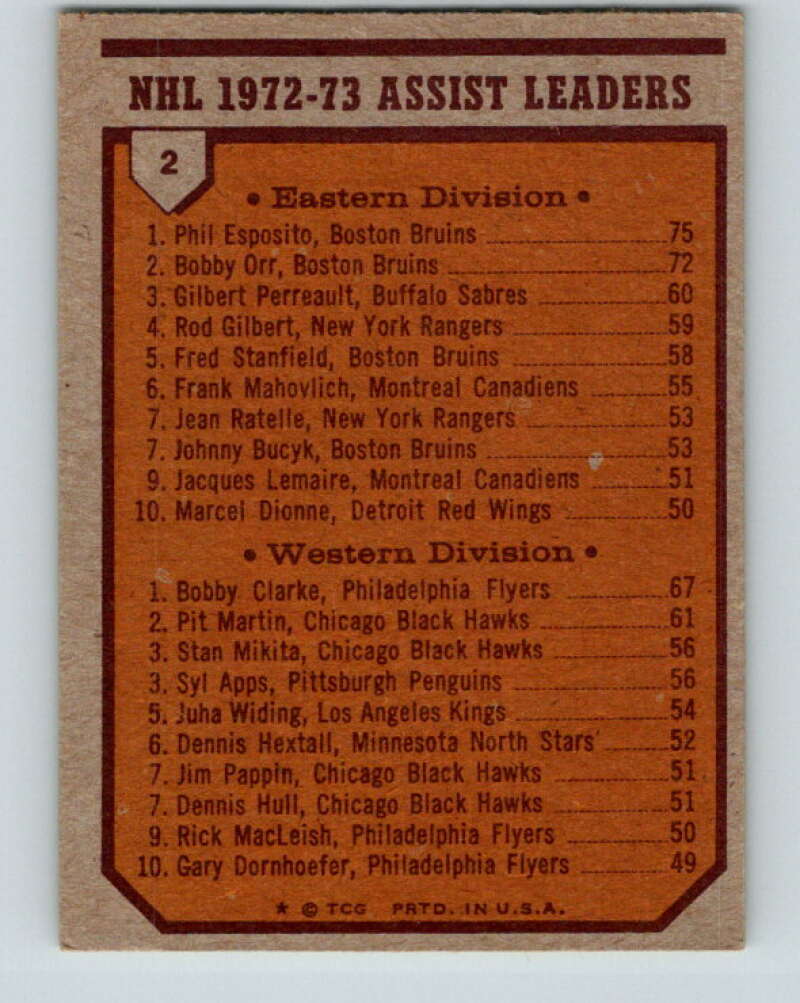 NHL 1972-73 ASSIST LEADERS
2
• Eastern Division •
1. Phil Esposito, Boston Bruins 75
2. Bobby Orr, Boston Bruins 72
3. Gilbert Perreault, Buffalo Sabres 60
4. Rod Gilbert, New York Rangers 59
5. Fred Stanfield, Boston Bruins 58
6. Frank Mahovlich, Montreal Canadiens 55
7. Jean Ratelle, New York Rangers 53
7. Johnny Bucyk, Boston Bruins 53
9. Jacques Lemaire, Montreal Canadiens 51
10. Marcel Dionne, Detroit Red Wings 50
• Western Division •
1. Bobby Clarke, Philadelphia Flyers 67
2. Pit Martin, Chicago Black Hawks 61
3. Stan Mikita, Chicago Black Hawks 56
3. Syl Apps, Pittsburgh Penguins 56
5. Juha Widing, Los Angeles Kings 54
6. Dennis Hextall, Minnesota North Stars 52
7. Jim Pappin, Chicago Black Hawks 51
7. Dennis Hull, Chicago Black Hawks 51
9. Rick MacLeish, Philadelphia Flyers 50
10. Gary Dornhoefer, Philadelphia Flyers 49
★ © TCG PRTD. IN U.S.A.